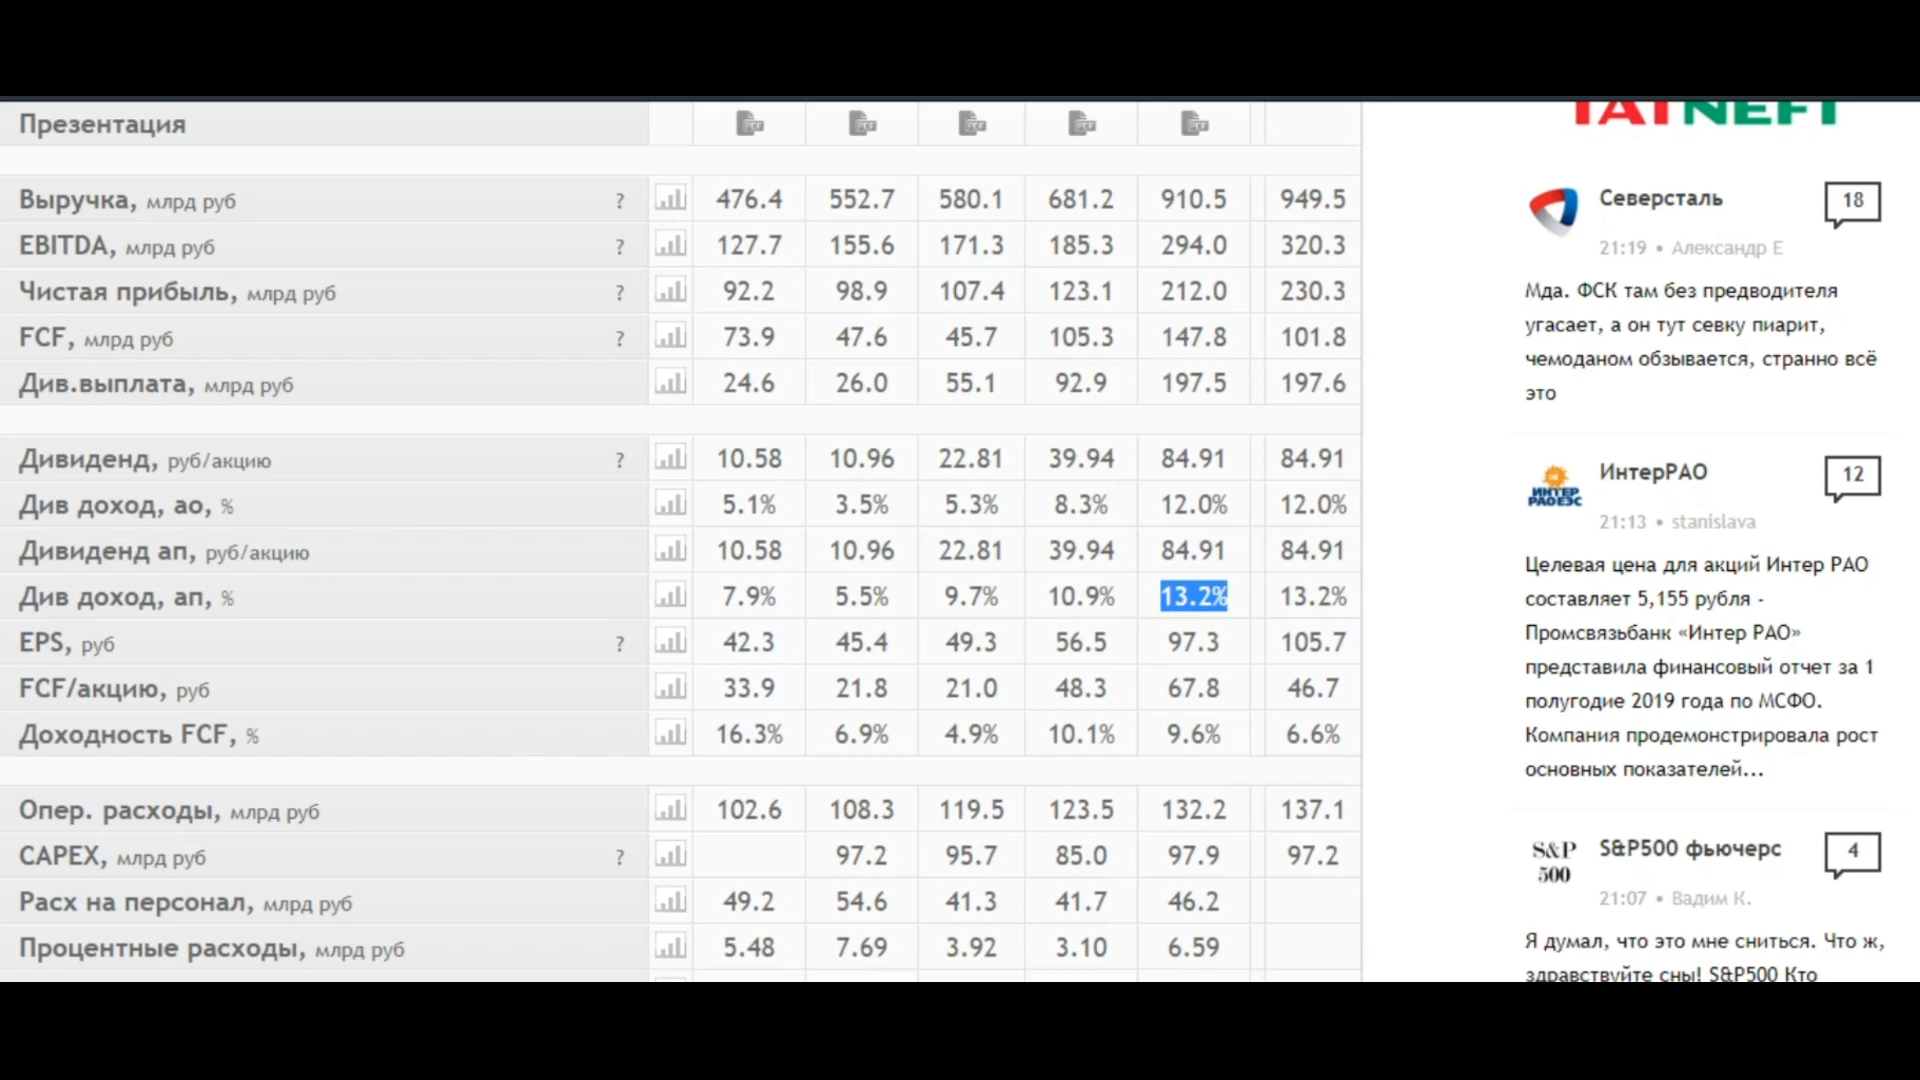 Презентация
Выручка, млрд руб ? 476.4 552.7 580.1 681.2 910.5 949.5
EBITDA, млрд руб ? 127.7 155.6 171.3 185.3 294.0 320.3
Чистая прибыль, млрд руб ? 92.2 98.9 107.4 123.1 212.0 230.3
FCF, млрд руб ? 73.9 47.6 45.7 105.3 147.8 101.8
Див.выплата, млрд руб 24.6 26.0 55.1 92.9 197.5 197.6
Дивиденд, руб/акцию ? 10.58 10.96 22.81 39.94 84.91 84.91
Див доход, ао, % 5.1% 3.5% 5.3% 8.3% 12.0% 12.0%
Дивиденд ап, руб/акцию 10.58 10.96 22.81 39.94 84.91 84.91
Див доход, ап, % 7.9% 5.5% 9.7% 10.9% 13.2% 13.2%
EPS, руб ? 42.3 45.4 49.3 56.5 97.3 105.7
FCF/акцию, руб 33.9 21.8 21.0 48.3 67.8 46.7
Доходность FCF, % 16.3% 6.9% 4.9% 10.1% 9.6% 6.6%
Опер. расходы, млрд руб 102.6 108.3 119.5 123.5 132.2 137.1
CAPEX, млрд руб ? 97.2 95.7 85.0 97.9 97.2
Расх на персонал, млрд руб 49.2 54.6 41.3 41.7 46.2
Процентные расходы, млрд руб 5.48 7.69 3.92 3.10 6.59
TATNEFT
Северсталь 18
21:19 • Александр Е
Мда. ФСК там без предводителя
угасает, а он тут севку пиарит,
чемоданом обзывается, странно всё
это
ИНТЕР
РАОЕЭС
ИнтерРАО 12
21:13 • stanislava
Целевая цена для акций Интер РАО
составляет 5,155 рубля -
Промсвязьбанк «Интер РАО»
представила финансовый отчет за 1
полугодие 2019 года по МСФО.
Компания продемонстрировала рост
основных показателей...
S&P
500
S&P500 фьючерс 4
21:07 • Вадим К.
Я думал, что это мне сниться. Что ж,
здравствуйте сны! S&P500 Кто